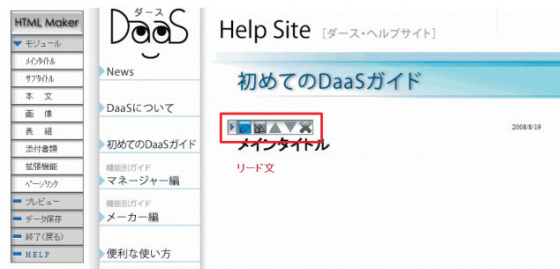 HTML Maker
モジュール
メインタイトル
サブタイトル
本 文
画 像
表 組
添付書類
拡張機能
ページリンク
プレビュー
データ保存
終了(戻る)
HELP
ダース
DaaS
News
DaaSについて
初めてのDaaSガイド
機能別ガイド
マネージャー編
機能別ガイド
メーカー編
便利な使い方
Help Site [ダース・ヘルプサイト]
初めてのDaaSガイド
2008/8/19
メインタイトル
リード文